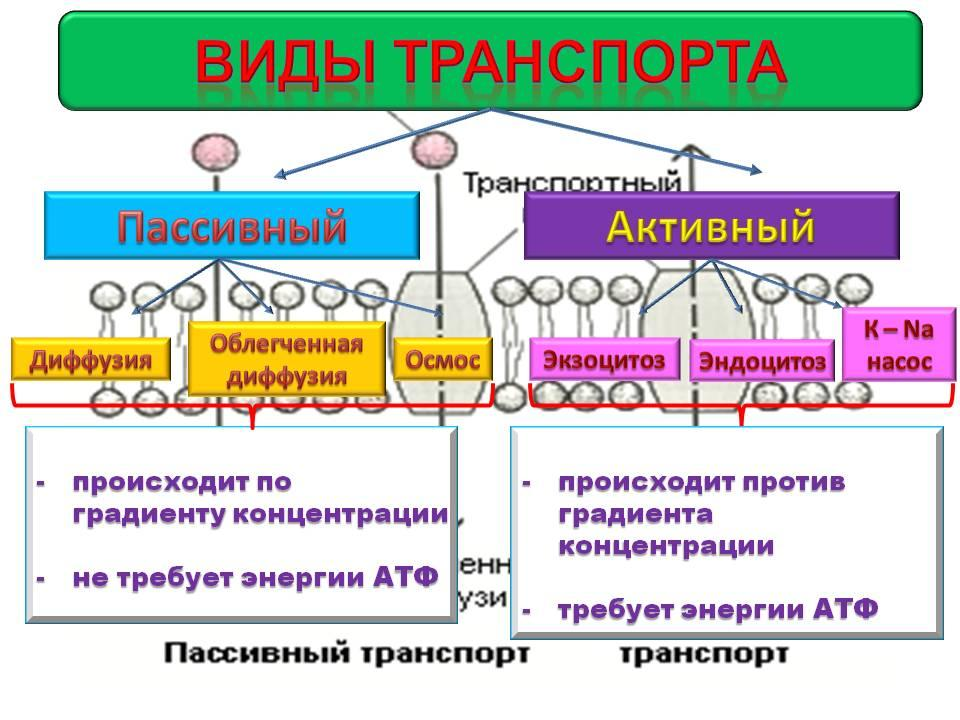 ВИДЫ ТРАНСПОРТА
Транспортный
Пассивный
Активный
Диффузия
Облегченная
диффузия
Осмос
Экзоцитоз
Эндоцитоз
К – Na
насос
- происходит по
градиенту концентрации
- не требует энергии АТФ
- происходит против
градиента
концентрации
- требует энергии АТФ
Пассивный транспорт
транспорт